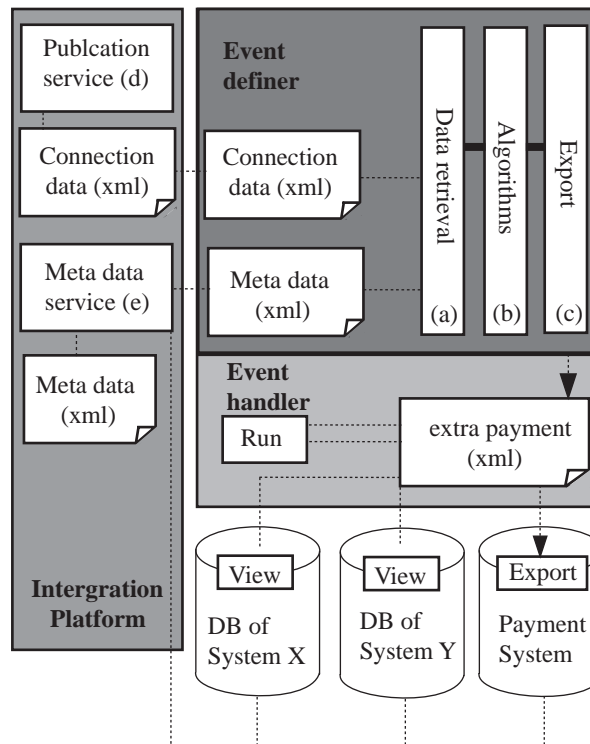 Publcation
service (d)
Connection
data (xml)
Meta data
service (e)
Meta data
(xml)
Intergration
Platform
Event
definer
Connection
data (xml)
Meta data
(xml)
Data retrieval
(a)
Algorithms
(b)
Export
(c)
Event
handler
Run
extra payment
(xml)
View
DB of
System X
View
DB of
System Y
Export
Payment
System